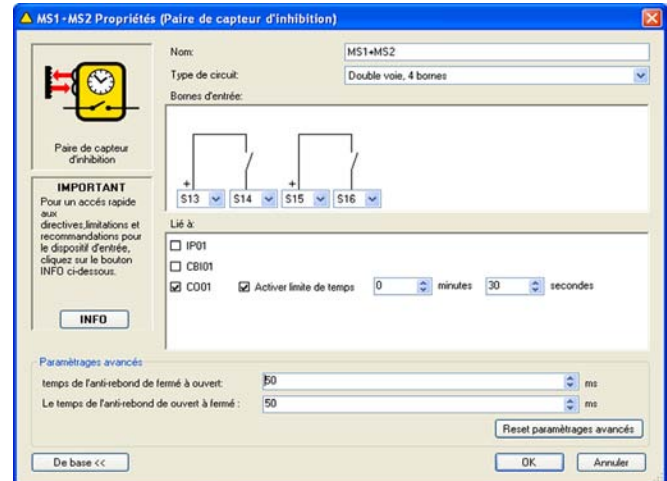 MS1+MS2 Propriétés (Paire de capteur d'inhibition)
Paire de capteur
d'inhibition
IMPORTANT
Pour un accés rapide
aux
directives,limitations et
recommandations pour
le dispositif d'entrée,
cliquez sur le bouton
INFO ci-dessous.
INFO
Nom:
MS1+MS2
Type de circuit:
Double voie, 4 bornes
Bornes d'entrée:
+ +
S13 S14 S15 S16
Lié à:
IP01
CBI01
CO01 Activer limite de temps 0 minutes 30 secondes
Paramètrages avancés
temps de l'anti-rebond de fermé à ouvert: 50 ms
Le temps de l'anti-rebond de ouvert à fermé : 50 ms
Reset paramètrages avancés
De base <<
OK Annuler